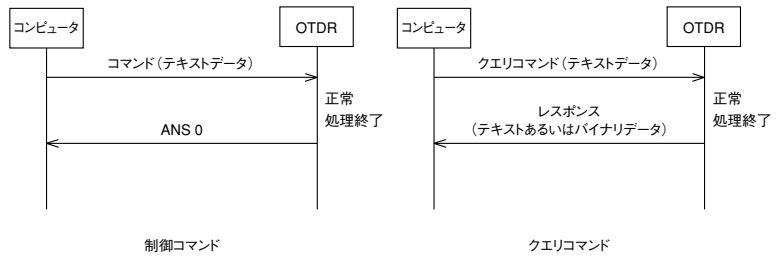 コンピュータ
OTDR
コマンド（テキストデータ）
正常
処理終了
ANS 0
制御コマンド
コンピュータ
OTDR
クエリコマンド（テキストデータ）
正常
処理終了
レスポンス
（テキストあるいはバイナリデータ）
クエリコマンド